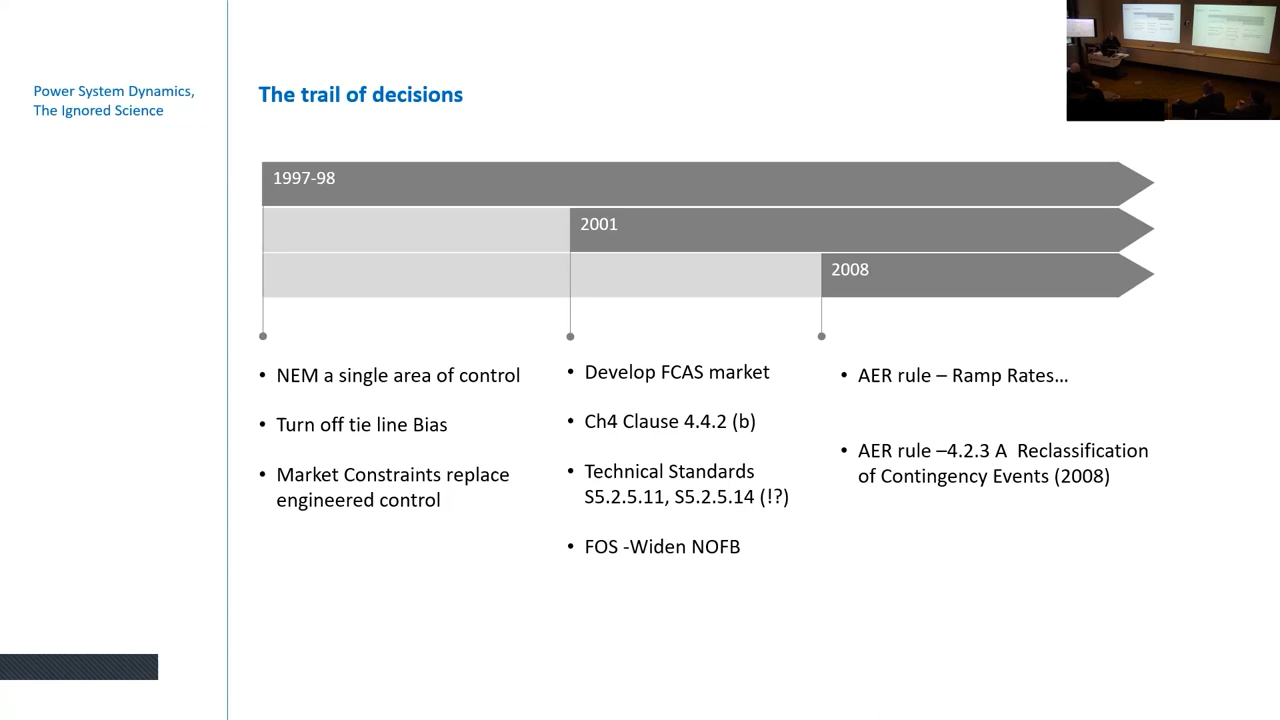 Power System Dynamics,
The Ignored Science
The trail of decisions
1997-98
2001
2008
• NEM a single area of control
• Turn off tie line Bias
• Market Constraints replace
engineered control
• Develop FCAS market
• Ch4 Clause 4.4.2 (b)
• Technical Standards
S5.2.5.11, S5.2.5.14 (!?)
• FOS -Widen NOFB
• AER rule – Ramp Rates...
• AER rule –4.2.3 A  Reclassification
of Contingency Events (2008)